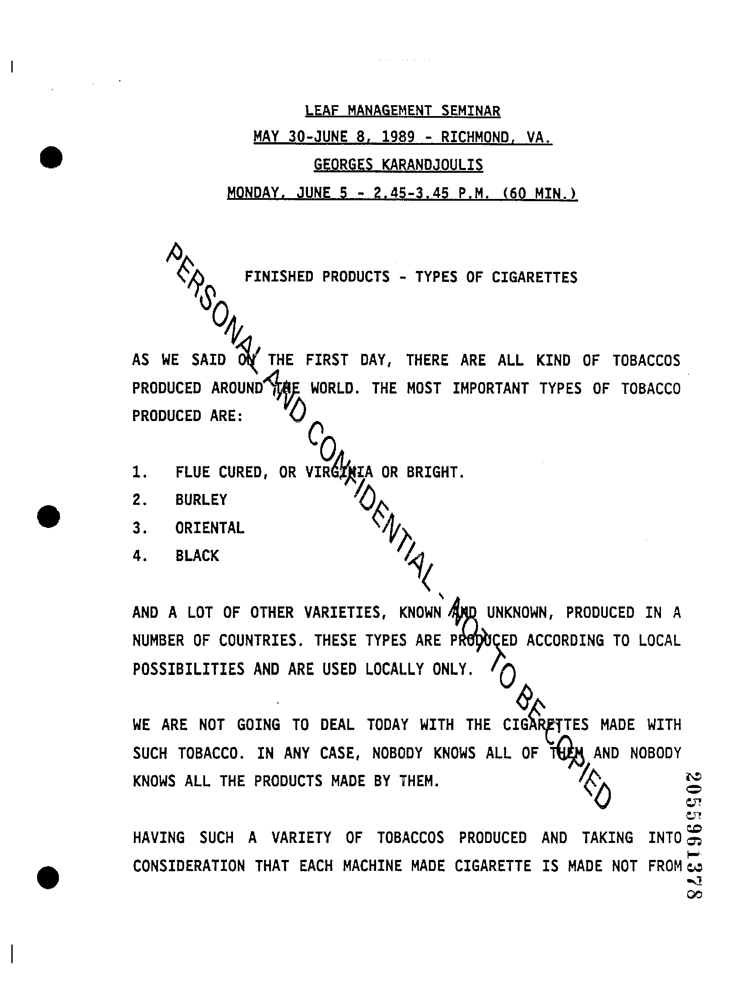 LEAF MANAGEMENT SEMINAR
MAY 30-JUNE 8, 1989 - RICHMOND, VA.
GEORGES KARANDJOULIS
MONDAY, JUNE 5 - 2.45-3.45 P.M. (60 MIN.)
PERSONAL AND CONFIDENTIAL - NOT TO BE COPIED
FINISHED PRODUCTS - TYPES OF CIGARETTES
AS WE SAID ON THE FIRST DAY, THERE ARE ALL KIND OF TOBACCOS
PRODUCED AROUND THE WORLD. THE MOST IMPORTANT TYPES OF TOBACCO
PRODUCED ARE:
1. FLUE CURED, OR VIRGINIA OR BRIGHT.
2. BURLEY
3. ORIENTAL
4. BLACK
AND A LOT OF OTHER VARIETIES, KNOWN AND UNKNOWN, PRODUCED IN A
NUMBER OF COUNTRIES. THESE TYPES ARE PRODUCED ACCORDING TO LOCAL
POSSIBILITIES AND ARE USED LOCALLY ONLY.
WE ARE NOT GOING TO DEAL TODAY WITH THE CIGARETTES MADE WITH
SUCH TOBACCO. IN ANY CASE, NOBODY KNOWS ALL OF THEM AND NOBODY
KNOWS ALL THE PRODUCTS MADE BY THEM.
HAVING SUCH A VARIETY OF TOBACCOS PRODUCED AND TAKING INTO
CONSIDERATION THAT EACH MACHINE MADE CIGARETTE IS MADE NOT FROM
2055961378